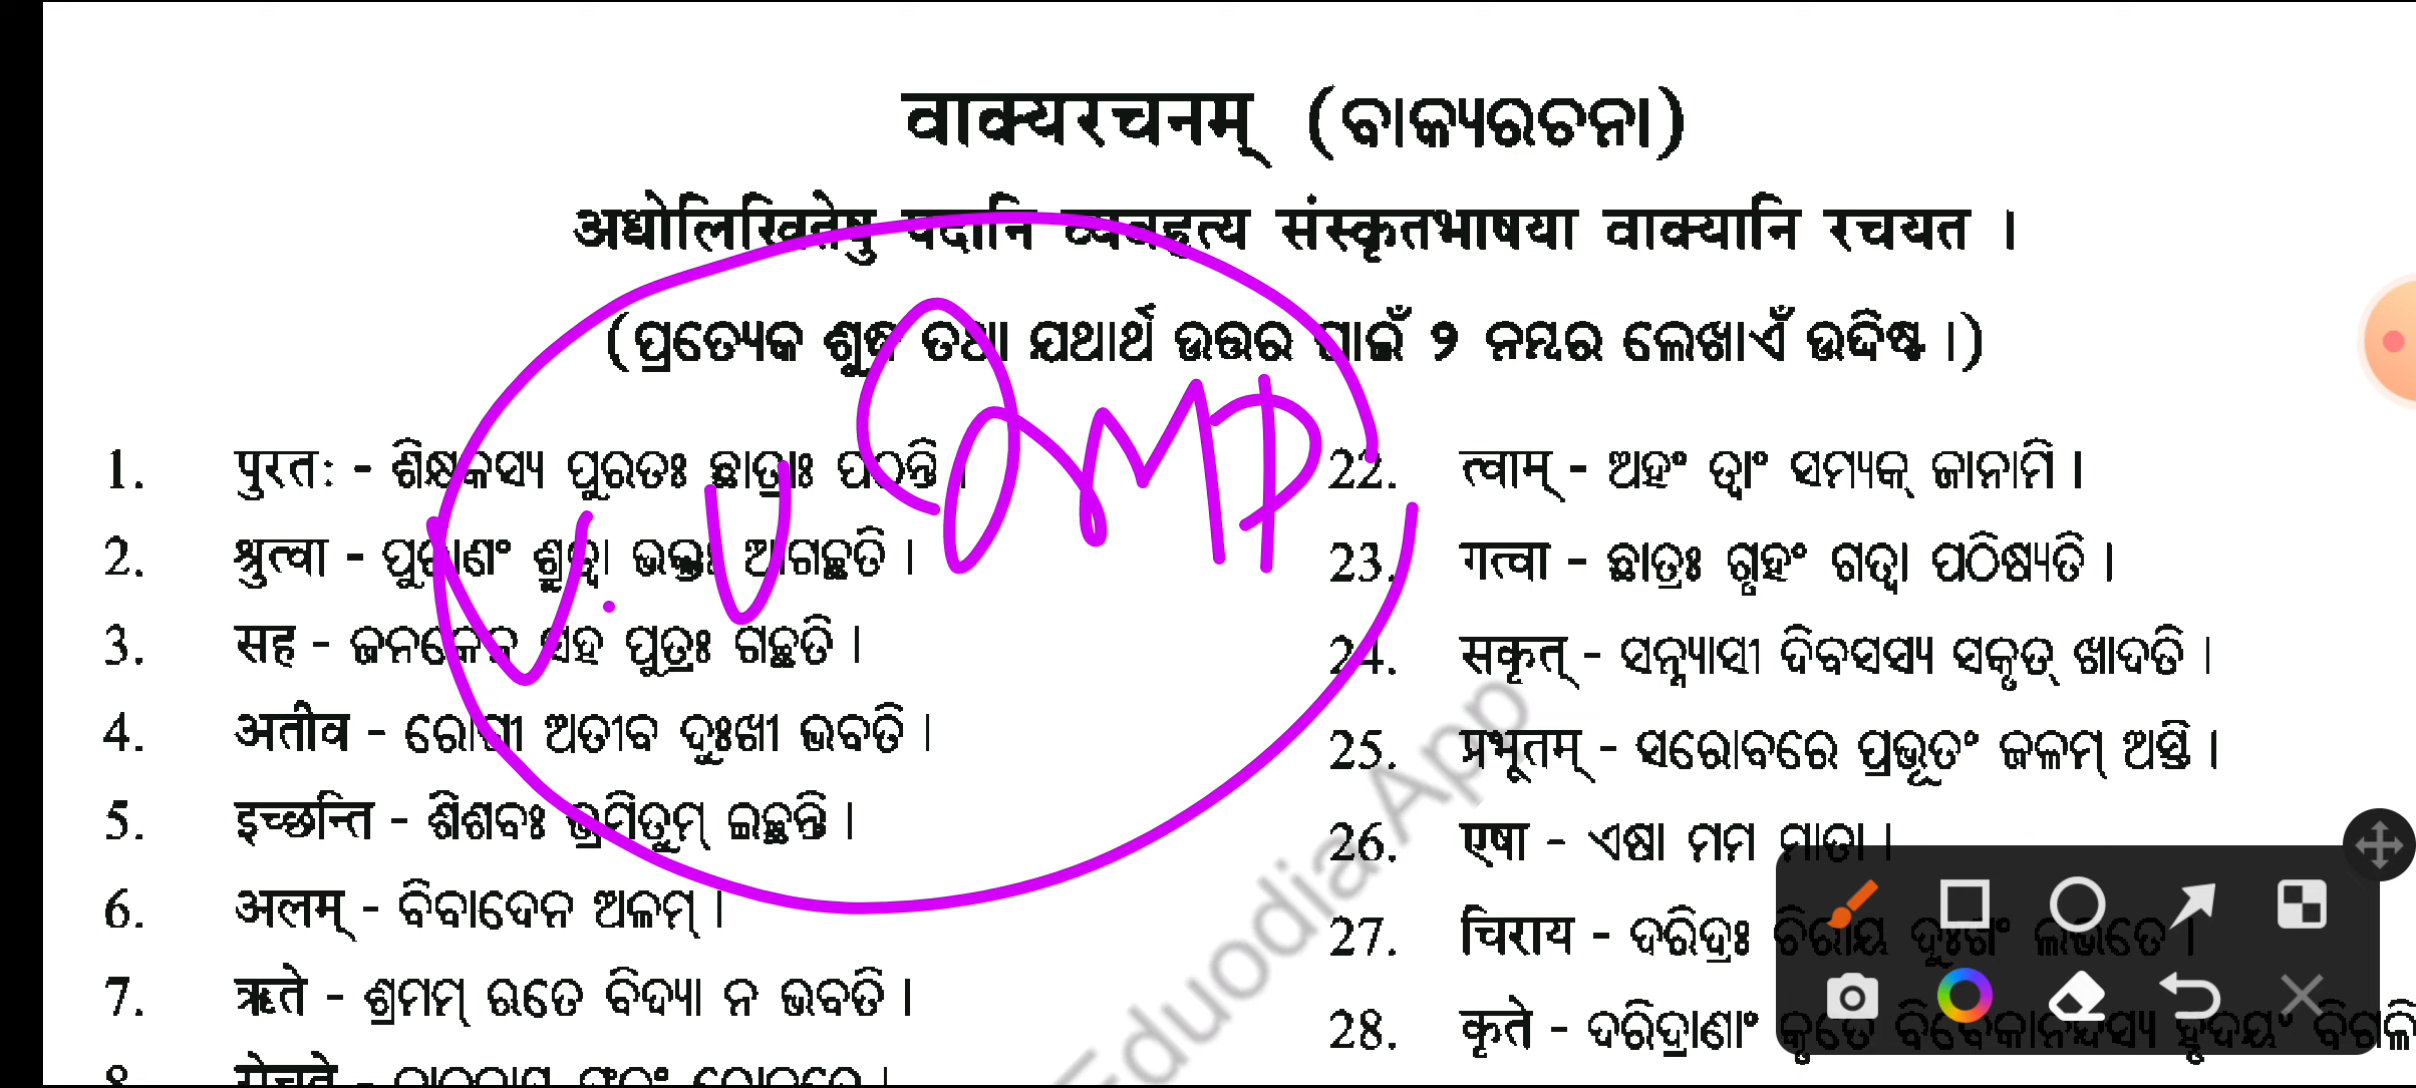 वाक्यरचनम् (ବାକ୍ୟରଚନା)
अधोलिखितेषु पदानि व्यवहृत्य संस्कृतभाषया वाक्यानि रचयत ।
(ପ୍ରତ୍ୟେକ ଶୁଦ୍ଧ ତଥା ଯଥାର୍ଥ ଉତ୍ତର ପାଇଁ ୨ ନମ୍ବର ଲେଖାଏଁ ଉଦ୍ଦିଷ୍ଟ ।)
1. पुरतः - ଶିକ୍ଷକସ୍ୟ ପୁରତଃ ଛାତ୍ରାଃ ପଠନ୍ତି ।
2. श्रुत्वा - ପୁରାଣଂ ଶ୍ରୁତ୍ୱା ଭକ୍ତଃ ଆଗଚ୍ଛତି ।
3. सह - ଜନକେନ ସହ ପୁତ୍ରଃ ଗଚ୍ଛତି ।
4. अतीव - ରୋଗୀ ଅତୀବ ଦୁଃଖୀ ଭବତି ।
5. इच्छन्ति - ଶିଶବଃ ଭ୍ରମିତୁମ୍ ଇଚ୍ଛନ୍ତି ।
6. अलम् - ବିବାଦେନ ଅଳମ୍ ।
7. ऋते - ଶ୍ରମମ୍ ଋତେ ବିଦ୍ୟା ନ ଭବତି ।
22. त्वाम् - ଅହଂ ତ୍ୱାଂ ସମ୍ୟକ୍ ଜାନାମି ।
23. गत्वा - ଛାତ୍ରଃ ଗୃହଂ ଗତ୍ୱା ପଠିଷ୍ୟତି ।
24. सकृत् - ସନ୍ନ୍ୟାସୀ ଦିବସସ୍ୟ ସକୃତ୍ ଖାଦତି ।
25. प्रभूतम् - ସରୋବରେ ପ୍ରଭୂତଂ ଜଳମ୍ ଅସ୍ତି ।
26. एषा - ଏଷା ମମ ମାତା ।
27. चिराय - ଦରିଦ୍ରଃ ଚିରାୟ ଦୁଃଖଂ ଲଭତେ ।
28. कृते - ଦରିଦ୍ରାଣାଂ କୃତେ ବିବେକାନନ୍ଦସ୍ୟ ହୃଦୟଂ
Eduodia App